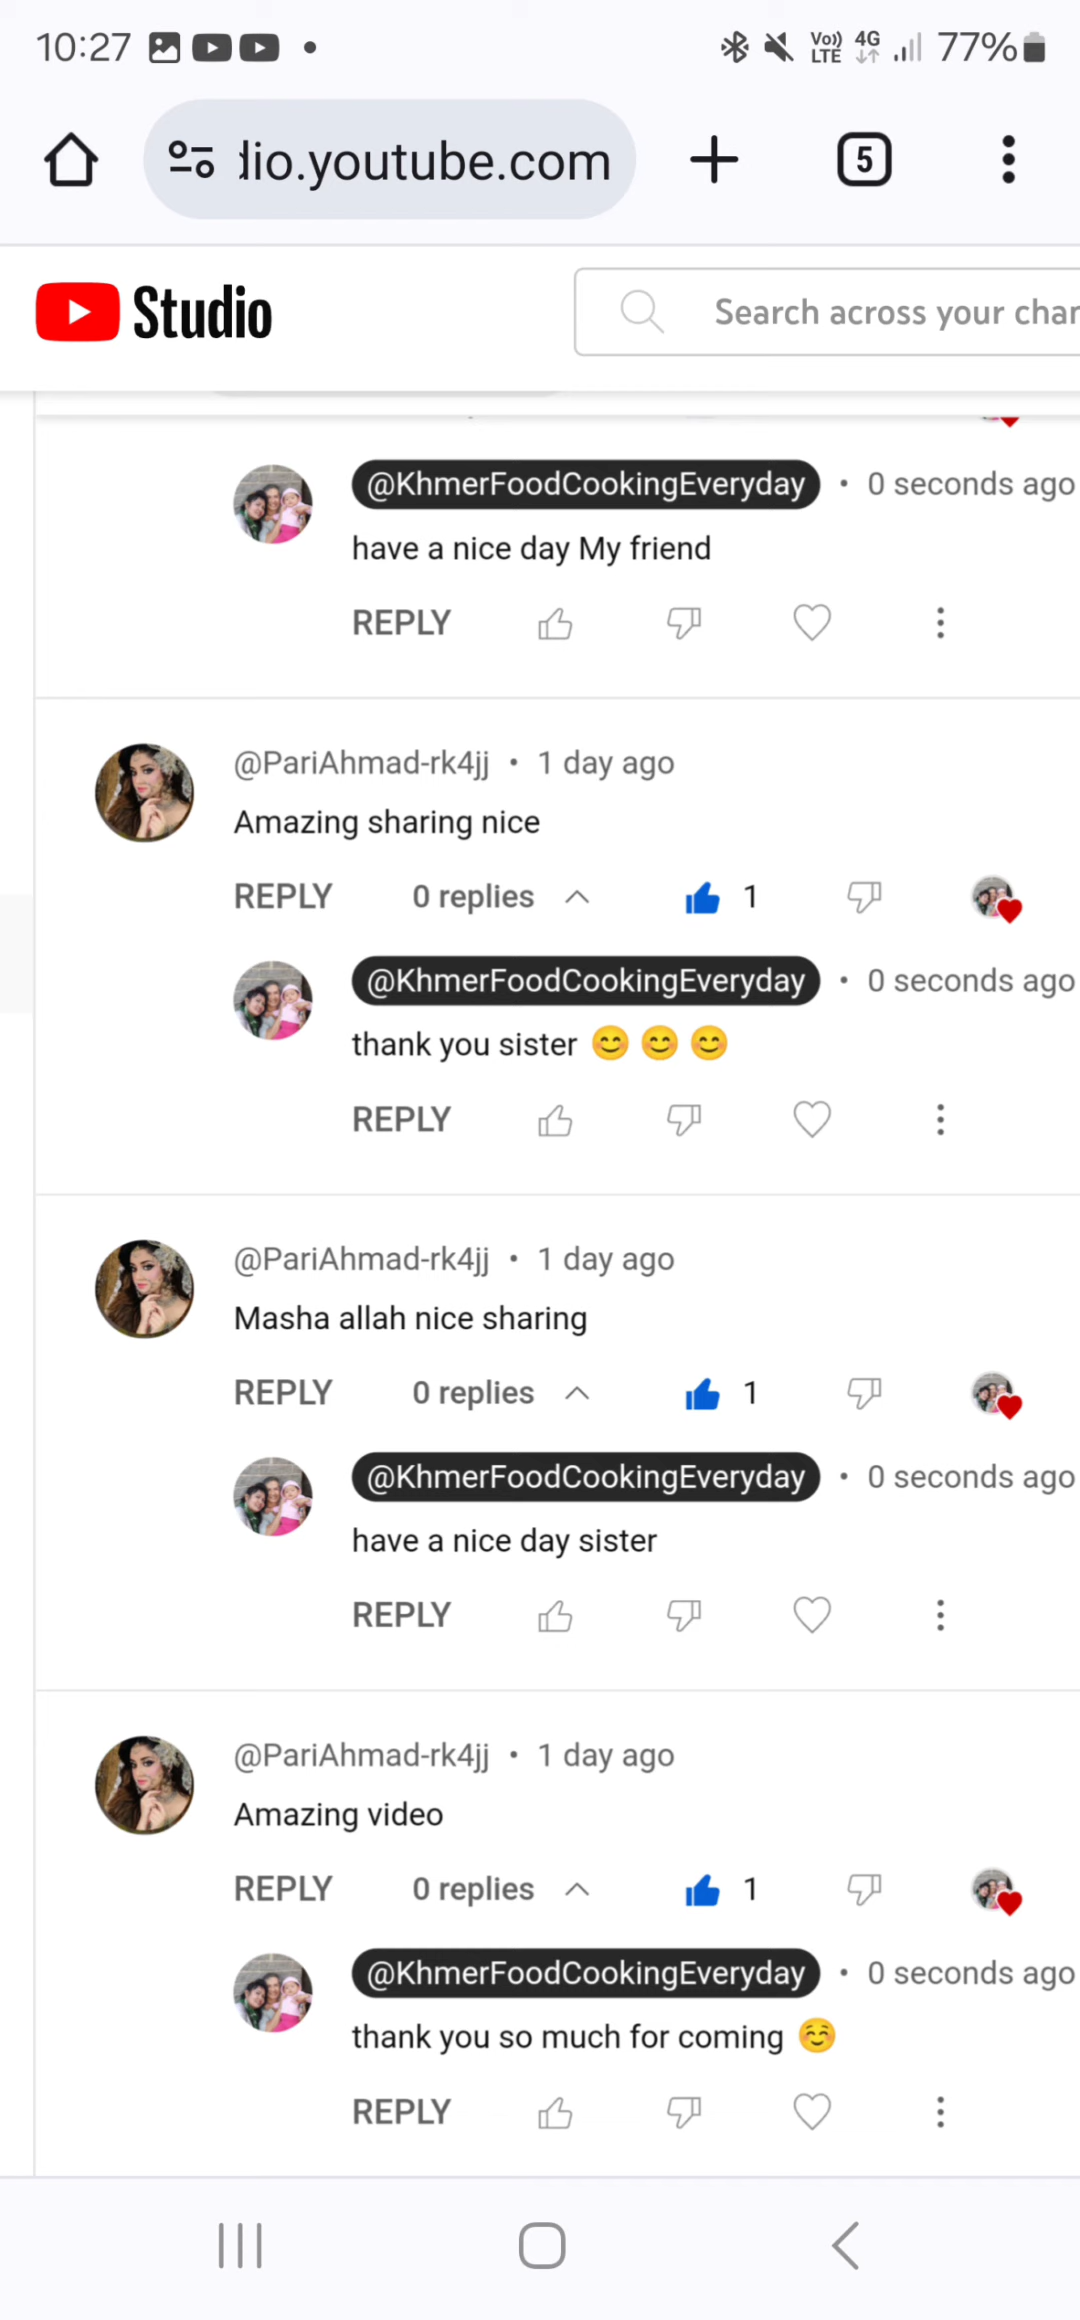 10:27 Vo)) LTE 4G 77%
dio.youtube.com 5
Studio Search across your char
@KhmerFoodCookingEveryday • 0 seconds ago
have a nice day My friend
REPLY
@PariAhmad-rk4jj • 1 day ago
Amazing sharing nice
REPLY 0 replies 1
@KhmerFoodCookingEveryday • 0 seconds ago
thank you sister 😊 😊 😊
REPLY
@PariAhmad-rk4jj • 1 day ago
Masha allah nice sharing
REPLY 0 replies 1
@KhmerFoodCookingEveryday • 0 seconds ago
have a nice day sister
REPLY
@PariAhmad-rk4jj • 1 day ago
Amazing video
REPLY 0 replies 1
@KhmerFoodCookingEveryday • 0 seconds ago
thank you so much for coming ☺️
REPLY